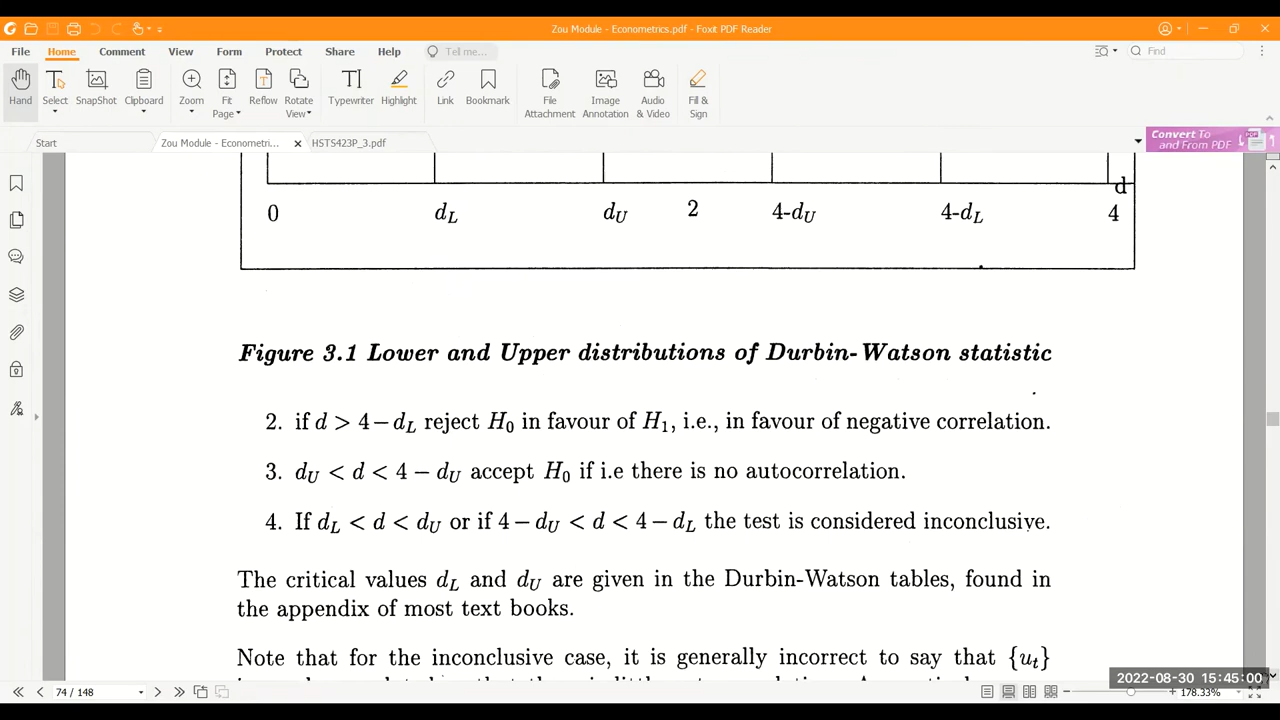 Zou Module - Econometrics.pdf - Foxit PDF Reader
File Home Comment View Form Protect Share Help Tell me... Find
Hand Select SnapShot Clipboard Zoom Fit Page Reflow Rotate View Typewriter Highlight Link Bookmark File Attachment Image Annotation Audio & Video Fill & Sign
Start Zou Module - Econometri... HSTS423P_3.pdf Convert To and From PDF
d
0 d_L d_U 2 4-d_U 4-d_L 4
Figure 3.1 Lower and Upper distributions of Durbin-Watson statistic
2. if d > 4 − d_L reject H_0 in favour of H_1, i.e., in favour of negative correlation.
3. d_U < d < 4 − d_U accept H_0 if i.e there is no autocorrelation.
4. If d_L < d < d_U or if 4 − d_U < d < 4 − d_L the test is considered inconclusive.
The critical values d_L and d_U are given in the Durbin-Watson tables, found in
the appendix of most text books.
Note that for the inconclusive case, it is generally incorrect to say that {u_t}
74 / 148
2022-08-30 15:45:00
178.33%